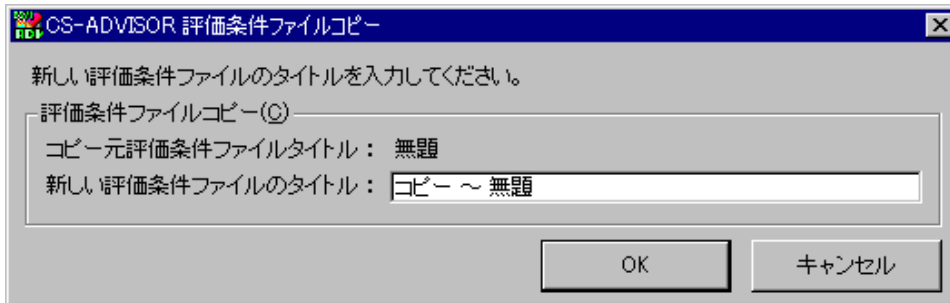 CS-ADVISOR 評価条件ファイルコピー
新しい評価条件ファイルのタイトルを入力してください。
評価条件ファイルコピー(C)
コピー元評価条件ファイルタイトル： 無題
新しい評価条件ファイルのタイトル： コピー ～ 無題
OK
キャンセル